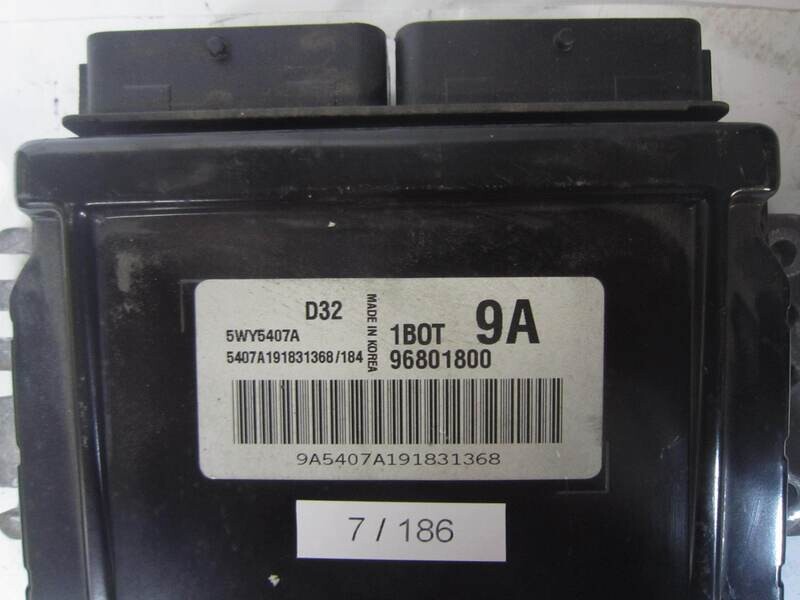 D32
5WY5407A
5407A191831368/184
MADE IN KOREA
1BOT 9A
96801800
9A5407A191831368
7 / 186